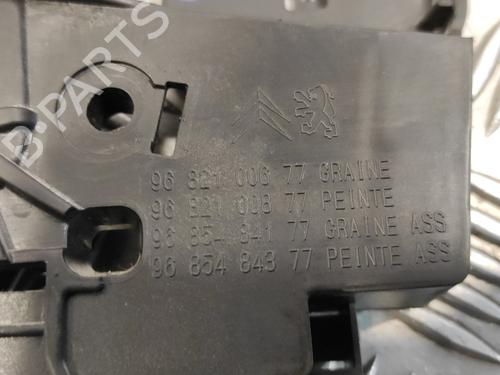 B-PARTS
96 821 006 77 GRAINE
96 821 008 77 PEINTE
96 854 841 77 GRAINE ASS
96 854 843 77 PEINTE ASS